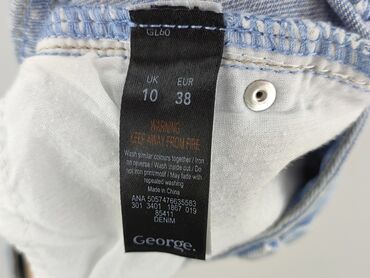 GL60
UK EUR
10 38
WARNING
KEEP AWAY FROM FIRE
Wash similar colours together / Iron
on reverse / Wash inside out / Do
not iron print/motif / May fade with
repeated washing
Made in China
ANA 5057476635583
301 3401 1867 019
85411
DENIM
George.